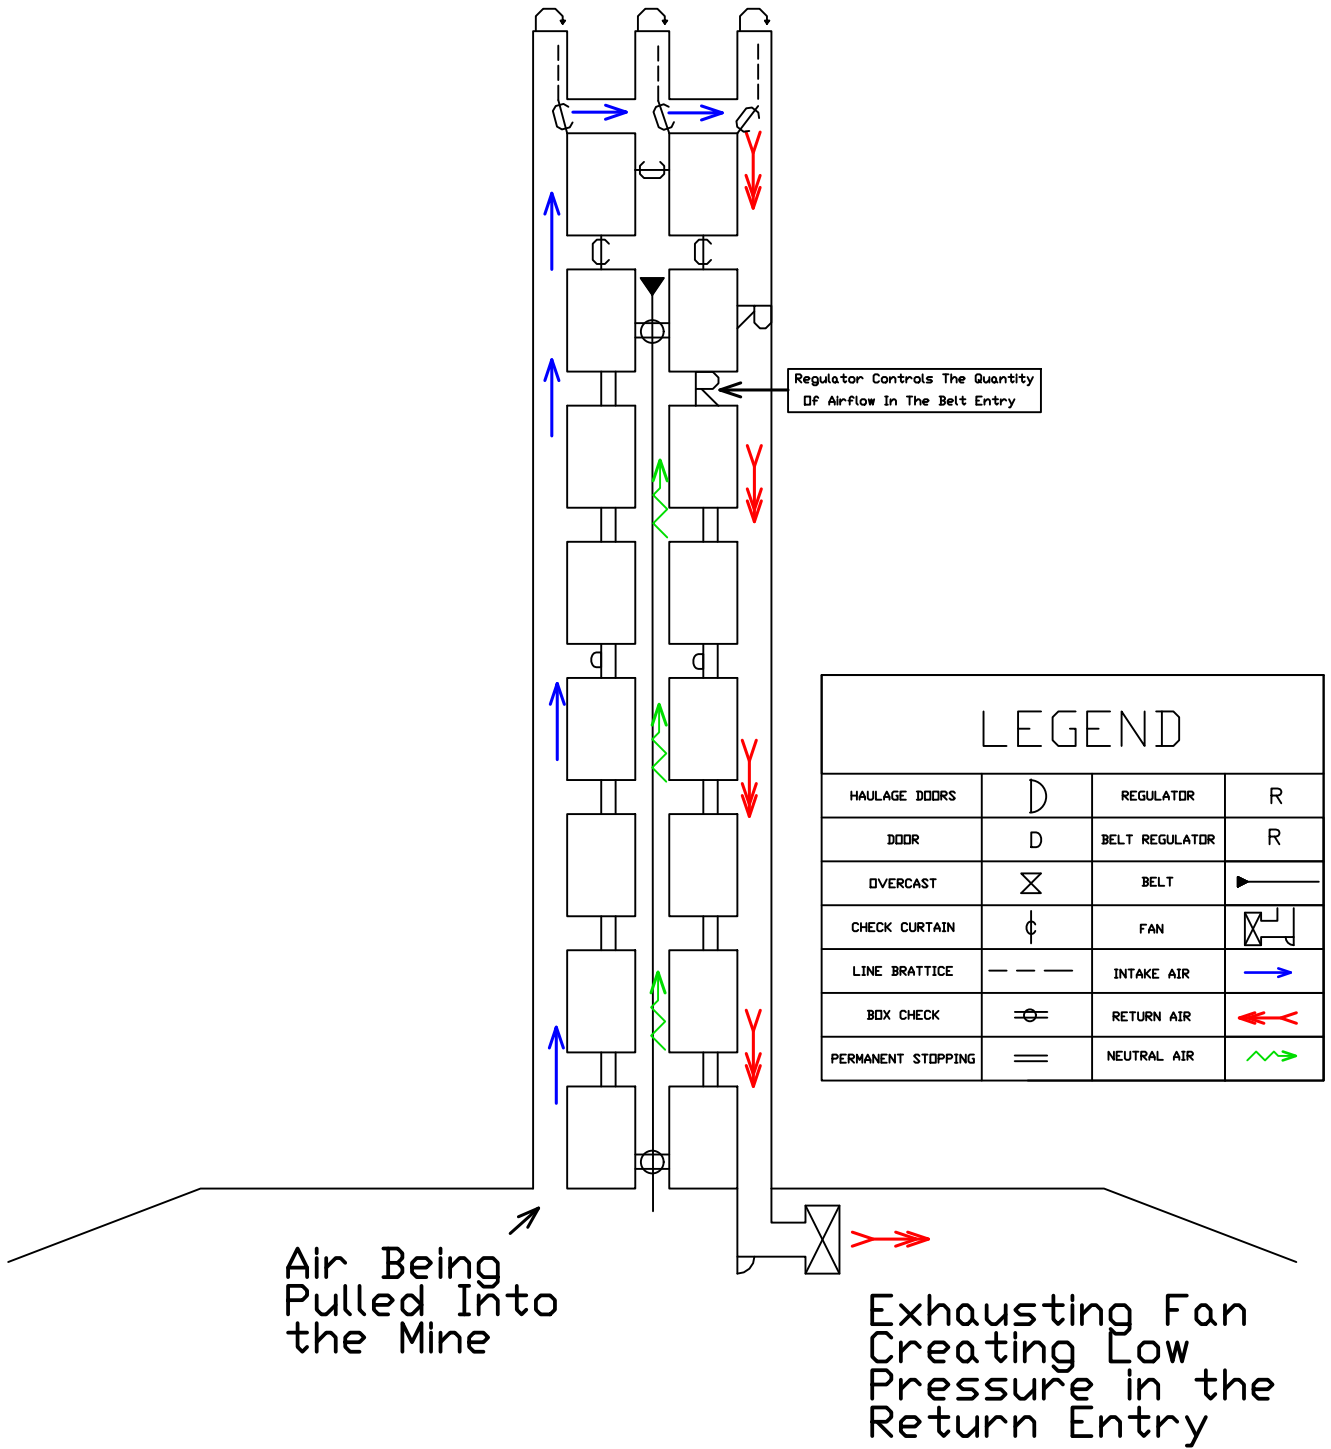 Regulator Controls The Quantity
Of Airflow In The Belt Entry
LEGEND
HAULAGE DOORS
REGULATOR R
DOOR D
BELT REGULATOR R
OVERCAST
BELT
CHECK CURTAIN
FAN
LINE BRATTICE
INTAKE AIR
BOX CHECK
RETURN AIR
PERMANENT STOPPING
NEUTRAL AIR
Air Being
Pulled Into
the Mine
Exhausting Fan
Creating Low
Pressure in the
Return Entry